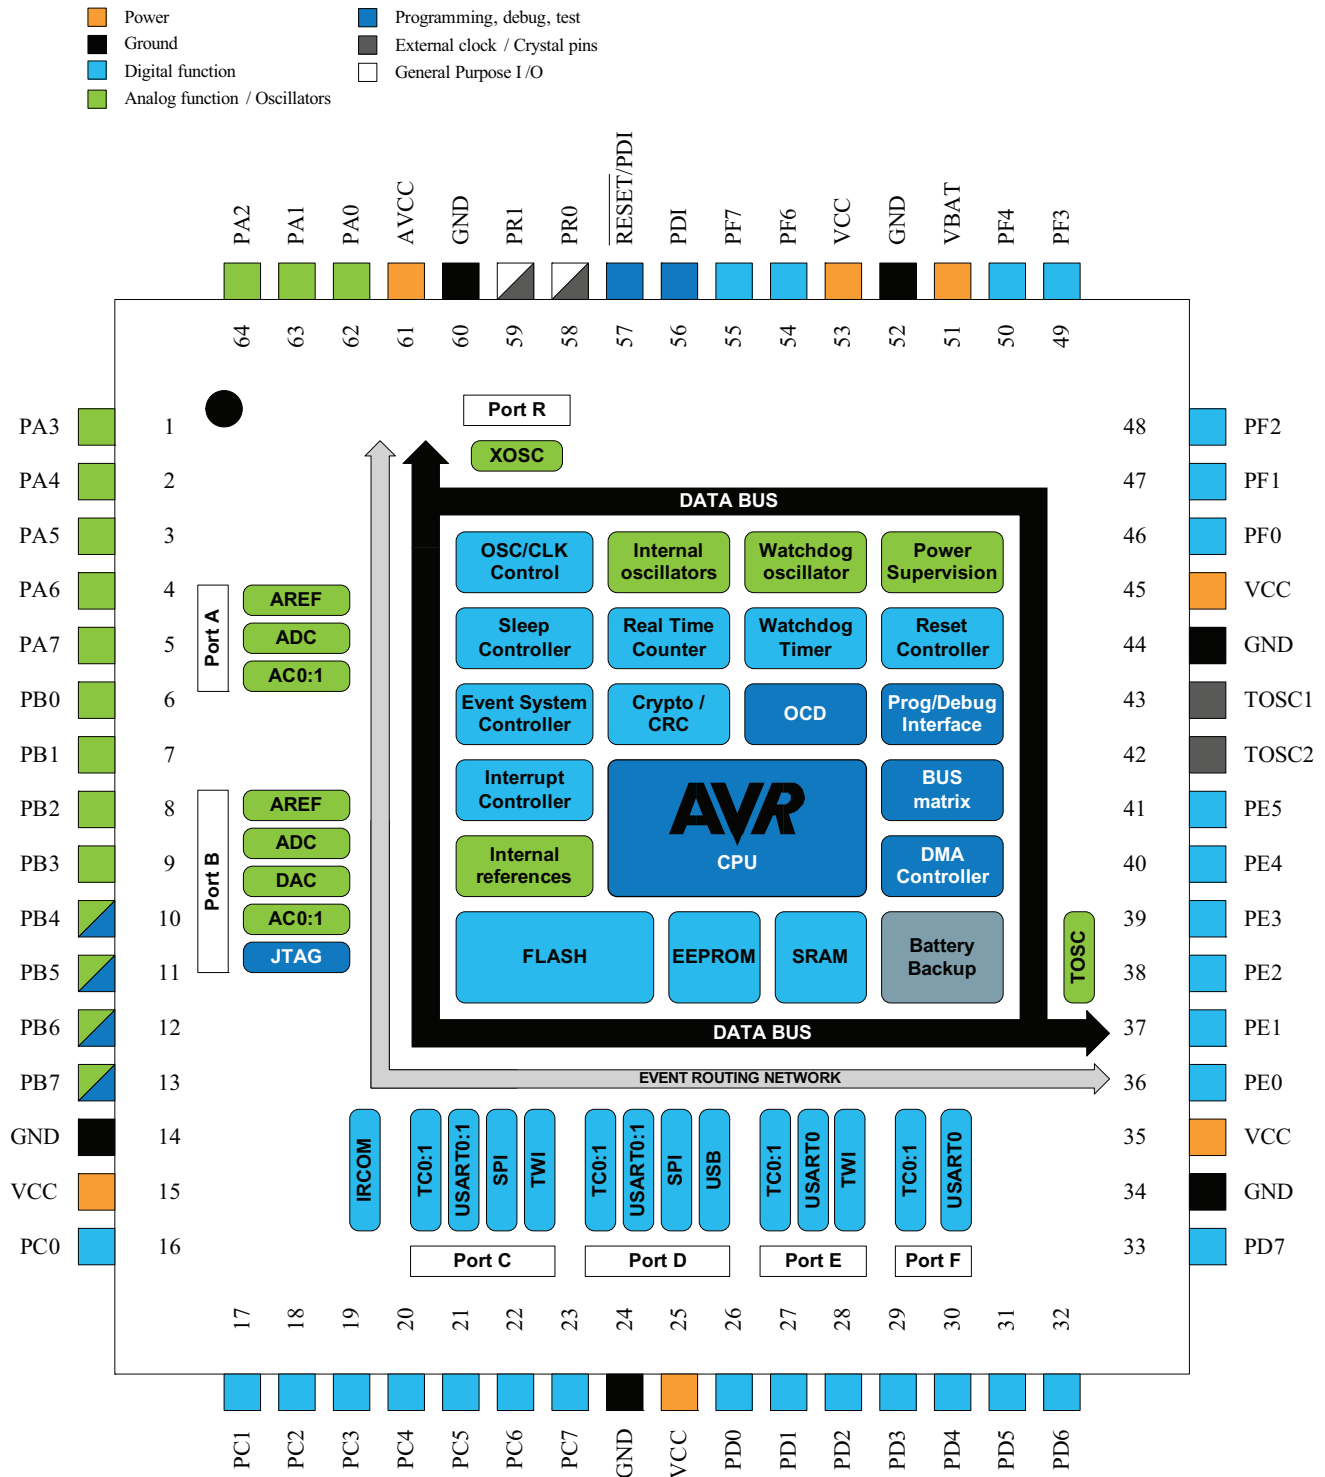 Power
Ground
Digital function
Analog function / Oscillators
Programming, debug, test
External clock / Crystal pins
General Purpose I /O
PA2
PA1
PA0
AVCC
GND
PR1
PR0
RESET/PDI
PDI
PF7
PF6
VCC
GND
VBAT
PF4
PF3
64
63
62
61
60
59
58
57
56
55
54
53
52
51
50
49
PA3 1
PA4 2
PA5 3
PA6 4
PA7 5
PB0 6
PB1 7
PB2 8
PB3 9
PB4 10
PB5 11
PB6 12
PB7 13
GND 14
VCC 15
PC0 16
Port A
AREF
ADC
AC0:1
Port B
AREF
ADC
DAC
AC0:1
JTAG
Port R
XOSC
DATA BUS
OSC/CLK
Control
Internal
oscillators
Watchdog
oscillator
Power
Supervision
Sleep
Controller
Real Time
Counter
Watchdog
Timer
Reset
Controller
Event System
Controller
Crypto /
CRC
OCD
Prog/Debug
Interface
Interrupt
Controller
AVR
CPU
BUS
matrix
Internal
references
DMA
Controller
FLASH
EEPROM
SRAM
Battery
Backup
TOSC
DATA BUS
EVENT ROUTING NETWORK
IRCOM
TC0:1
USART0:1
SPI
TWI
Port C
TC0:1
USART0:1
SPI
USB
Port D
TC0:1
USART0
TWI
Port E
TC0:1
USART0
Port F
48 PF2
47 PF1
46 PF0
45 VCC
44 GND
43 TOSC1
42 TOSC2
41 PE5
40 PE4
39 PE3
38 PE2
37 PE1
36 PE0
35 VCC
34 GND
33 PD7
17
18
19
20
21
22
23
24
25
26
27
28
29
30
31
32
PC1
PC2
PC3
PC4
PC5
PC6
PC7
GND
VCC
PD0
PD1
PD2
PD3
PD4
PD5
PD6